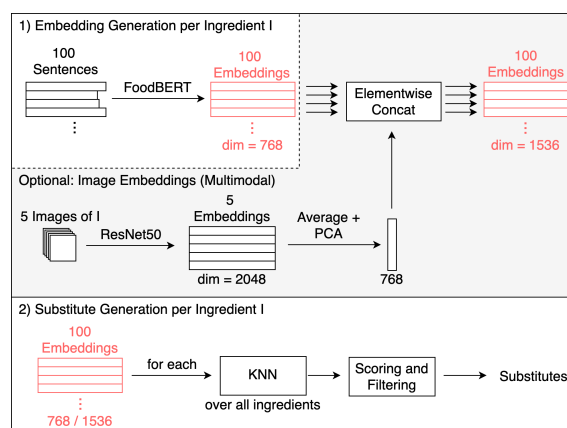 1) Embedding Generation per Ingredient I
100
Sentences
FoodBERT
100
Embeddings
dim = 768
Elementwise
Concat
100
Embeddings
dim = 1536
Optional: Image Embeddings (Multimodal)
5 Images of I
ResNet50
5
Embeddings
dim = 2048
Average +
PCA
768
2) Substitute Generation per Ingredient I
100
Embeddings
768 / 1536
for each
KNN
over all ingredients
Scoring and
Filtering
Substitutes